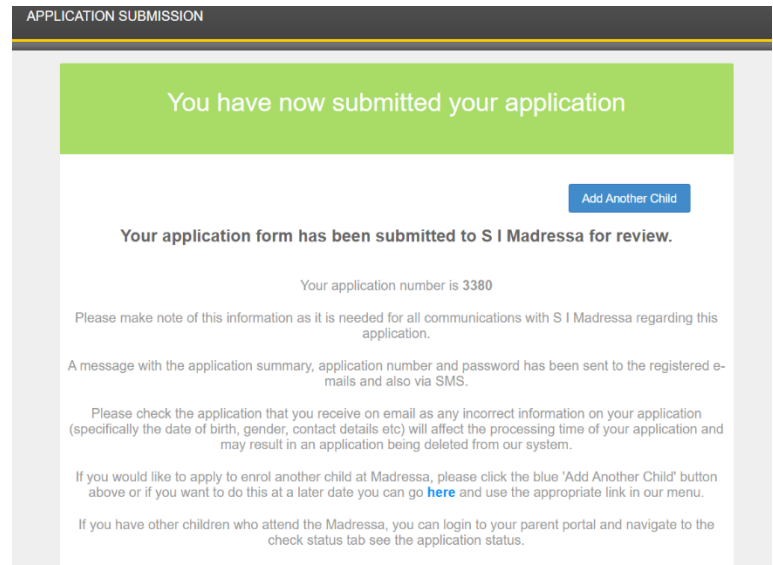 APPLICATION SUBMISSION
You have now submitted your application
Add Another Child
Your application form has been submitted to S I Madressa for review.
Your application number is 3380
Please make note of this information as it is needed for all communications with S I Madressa regarding this
application.
A message with the application summary, application number and password has been sent to the registered e-
mails and also via SMS.
Please check the application that you receive on email as any incorrect information on your application
(specifically the date of birth, gender, contact details etc) will affect the processing time of your application and
may result in an application being deleted from our system.
If you would like to apply to enrol another child at Madressa, please click the blue 'Add Another Child' button
above or if you want to do this at a later date you can go here and use the appropriate link in our menu.
If you have other children who attend the Madressa, you can login to your parent portal and navigate to the
check status tab see the application status.